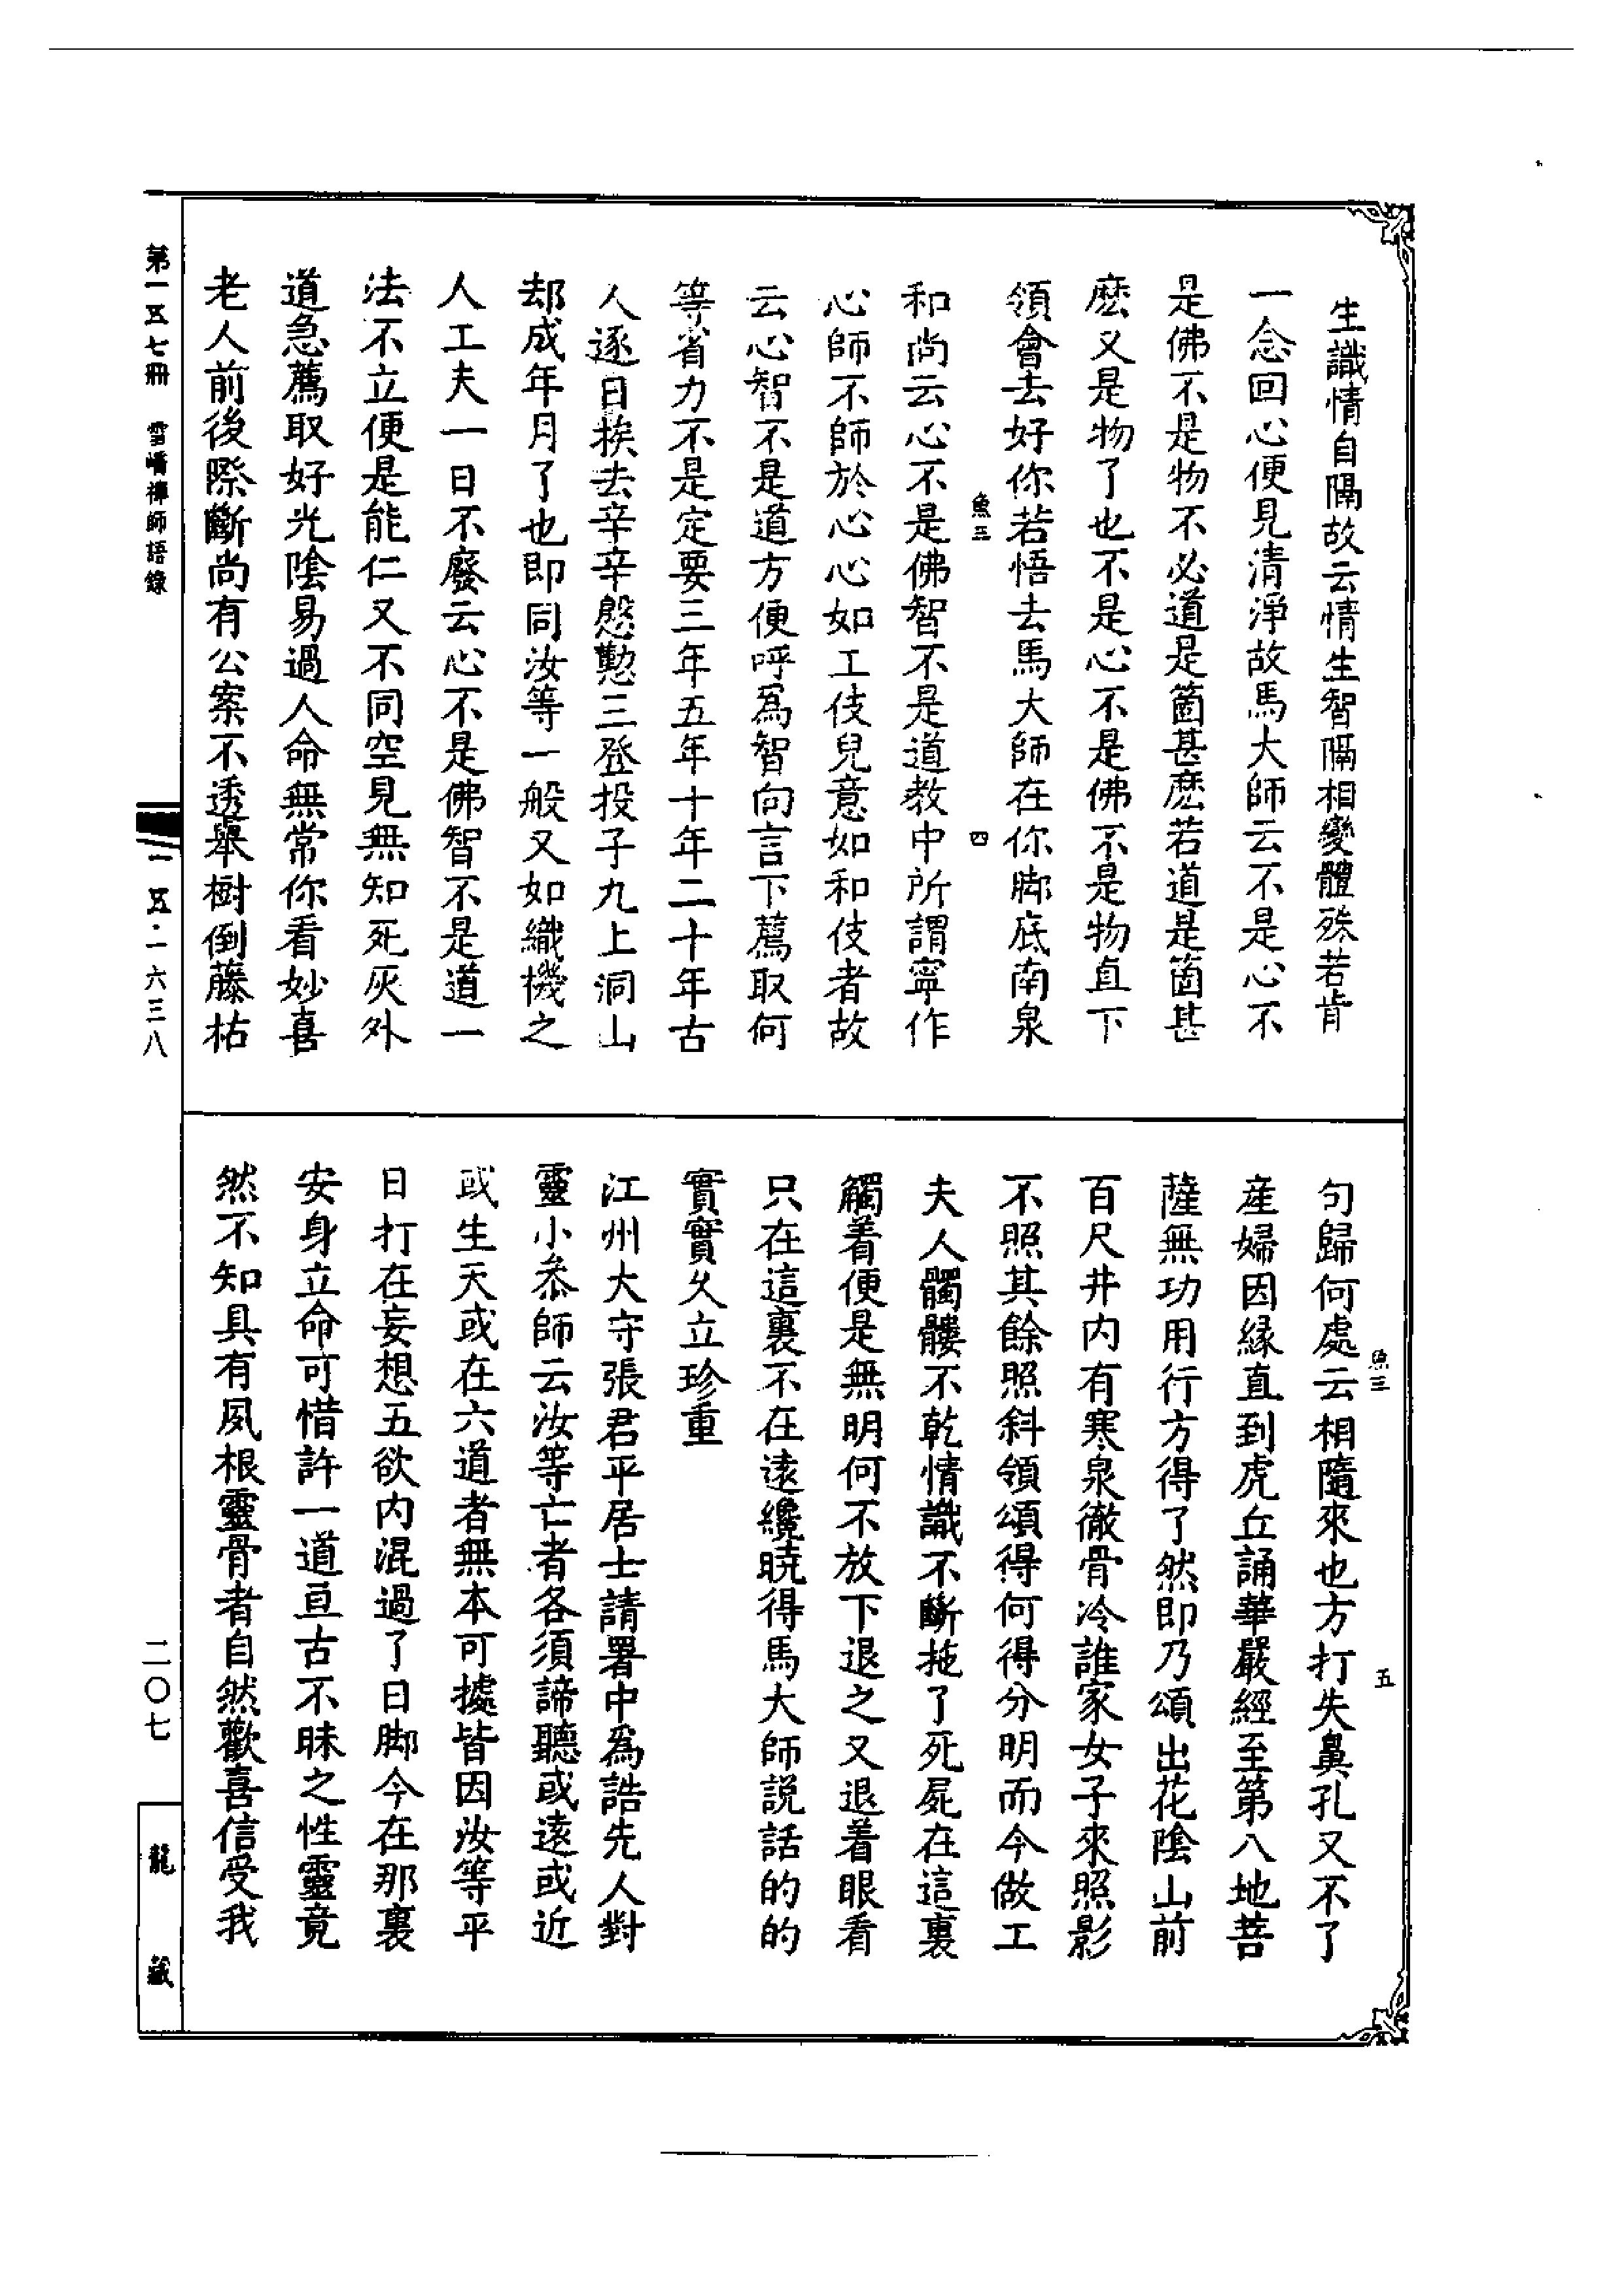 生識情自隔故云情生智隔相變體殊若肯
一念回心便見清淨故馬大師云不是心不
是佛不是物不必道是箇甚麽若道是箇甚
麽又是物了也不是心不是佛不是物直下
領會去好你若悟去馬大師在你脚底南泉
魚三
四
和尚云心不是佛智不是道教中所謂寧作
心師不師於心心如工伎兒意如和伎者故
云心智不是道方便呼爲智向言下薦取何
等省力不是定要三年五年十年二十年古
人逐日挨去辛辛慇懃三登投子九上洞山
却成年月了也即同汝等一般又如織機之
人工夫一日不廢云心不是佛智不是道一
法不立便是能仁又不同空見無知死灰外
道急薦取好光陰易過人命無常你看妙喜
老人前後際斷尚有公案不透舉樹倒藤枯
魚三
五
句歸何處云相隨來也方打失鼻孔又不了
産婦因緣直到虎丘誦華嚴經至第八地菩
薩無功用行方得了然即乃頌出花陰山前
百尺井内有寒泉徹骨冷誰家女子來照影
不照其餘照斜領頌得何得分明而今做工
夫人髑髏不乾情識不斷拖了死屍在這裏
觸着便是無明何不放下退之又退着眼看
只在這裏不在遠纔曉得馬大師説話的的
實實久立珍重
江州大守張君平居士請署中爲誥先人對
靈小叅師云汝等亡者各須諦聽或遠或近
或生天或在六道者無本可據皆因汝等平
日打在妄想五欲内混過了日脚今在那裏
安身立命可惜許一道亘古不昧之性靈竟
然不知具有夙根靈骨者自然歡喜信受我
第一五七冊　雪嶠禪師語錄
一五·一六三八
二〇七
龍藏